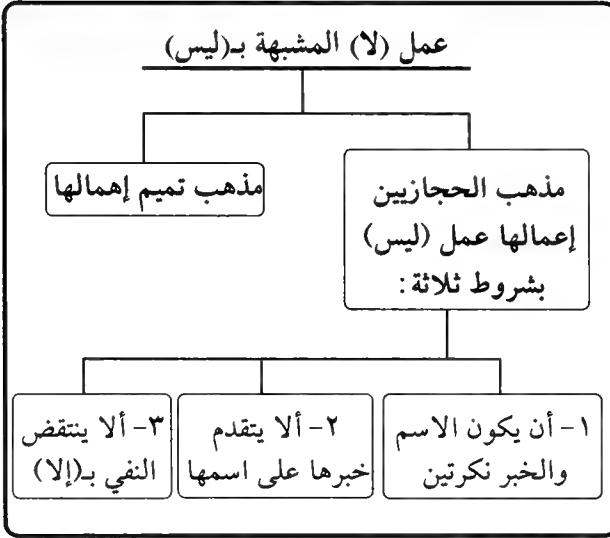 عمل (لا) المشبهة بـ(ليس)
مذهب الحجازيين
إعمالها عمل (ليس)
بشروط ثلاثة:
مذهب تميم إهمالها
١- أن يكون الاسم
والخبر نكرتين
٢- ألا يتقدم
خبرها على اسمها
٣- ألا ينتقض
النفي بـ(إلا)